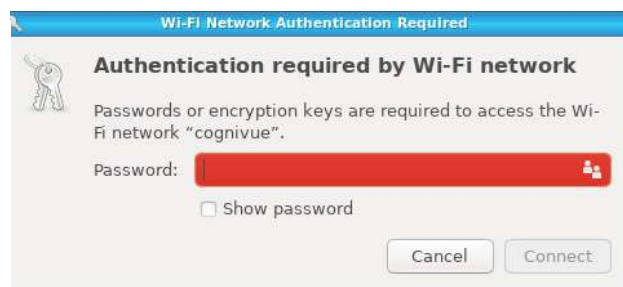 Wi-Fi Network Authentication Required
Authentication required by Wi-Fi network
Passwords or encryption keys are required to access the Wi-
Fi network “cognivue”.
Password:
Show password
Cancel Connect